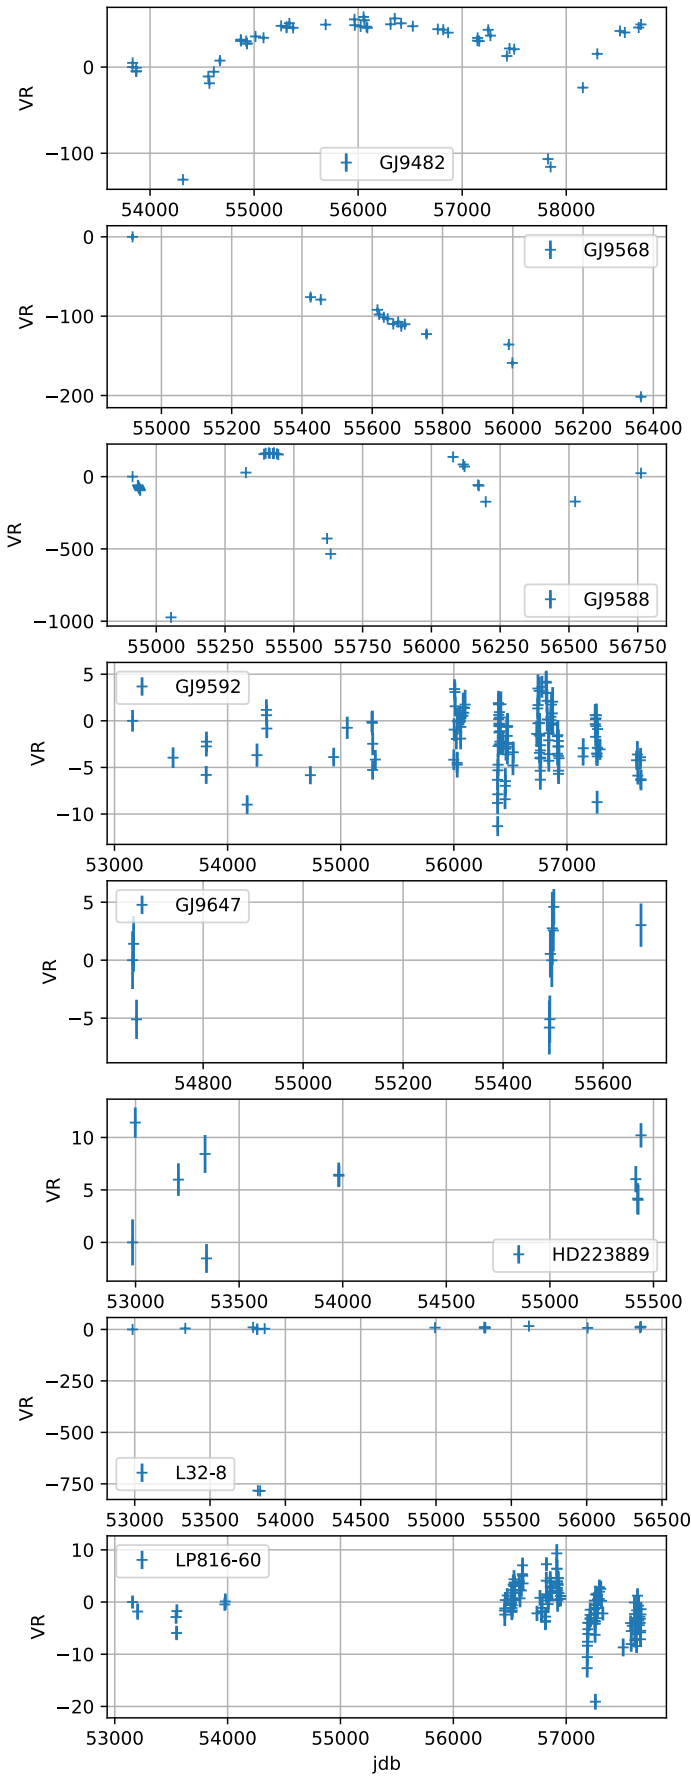 0
−100
VR
GJ9482
54000 55000 56000 57000 58000
0
−100
−200
VR
GJ9568
55000 55200 55400 55600 55800 56000 56200 56400
0
−500
−1000
VR
GJ9588
55000 55250 55500 55750 56000 56250 56500 56750
5
0
−5
−10
VR
GJ9592
53000 54000 55000 56000 57000
5
0
−5
VR
GJ9647
54800 55000 55200 55400 55600
10
5
0
VR
HD223889
53000 53500 54000 54500 55000 55500
0
−250
−500
−750
VR
L32-8
53000 53500 54000 54500 55000 55500 56000 56500
10
0
−10
−20
VR
LP816-60
53000 54000 55000 56000 57000
jdb